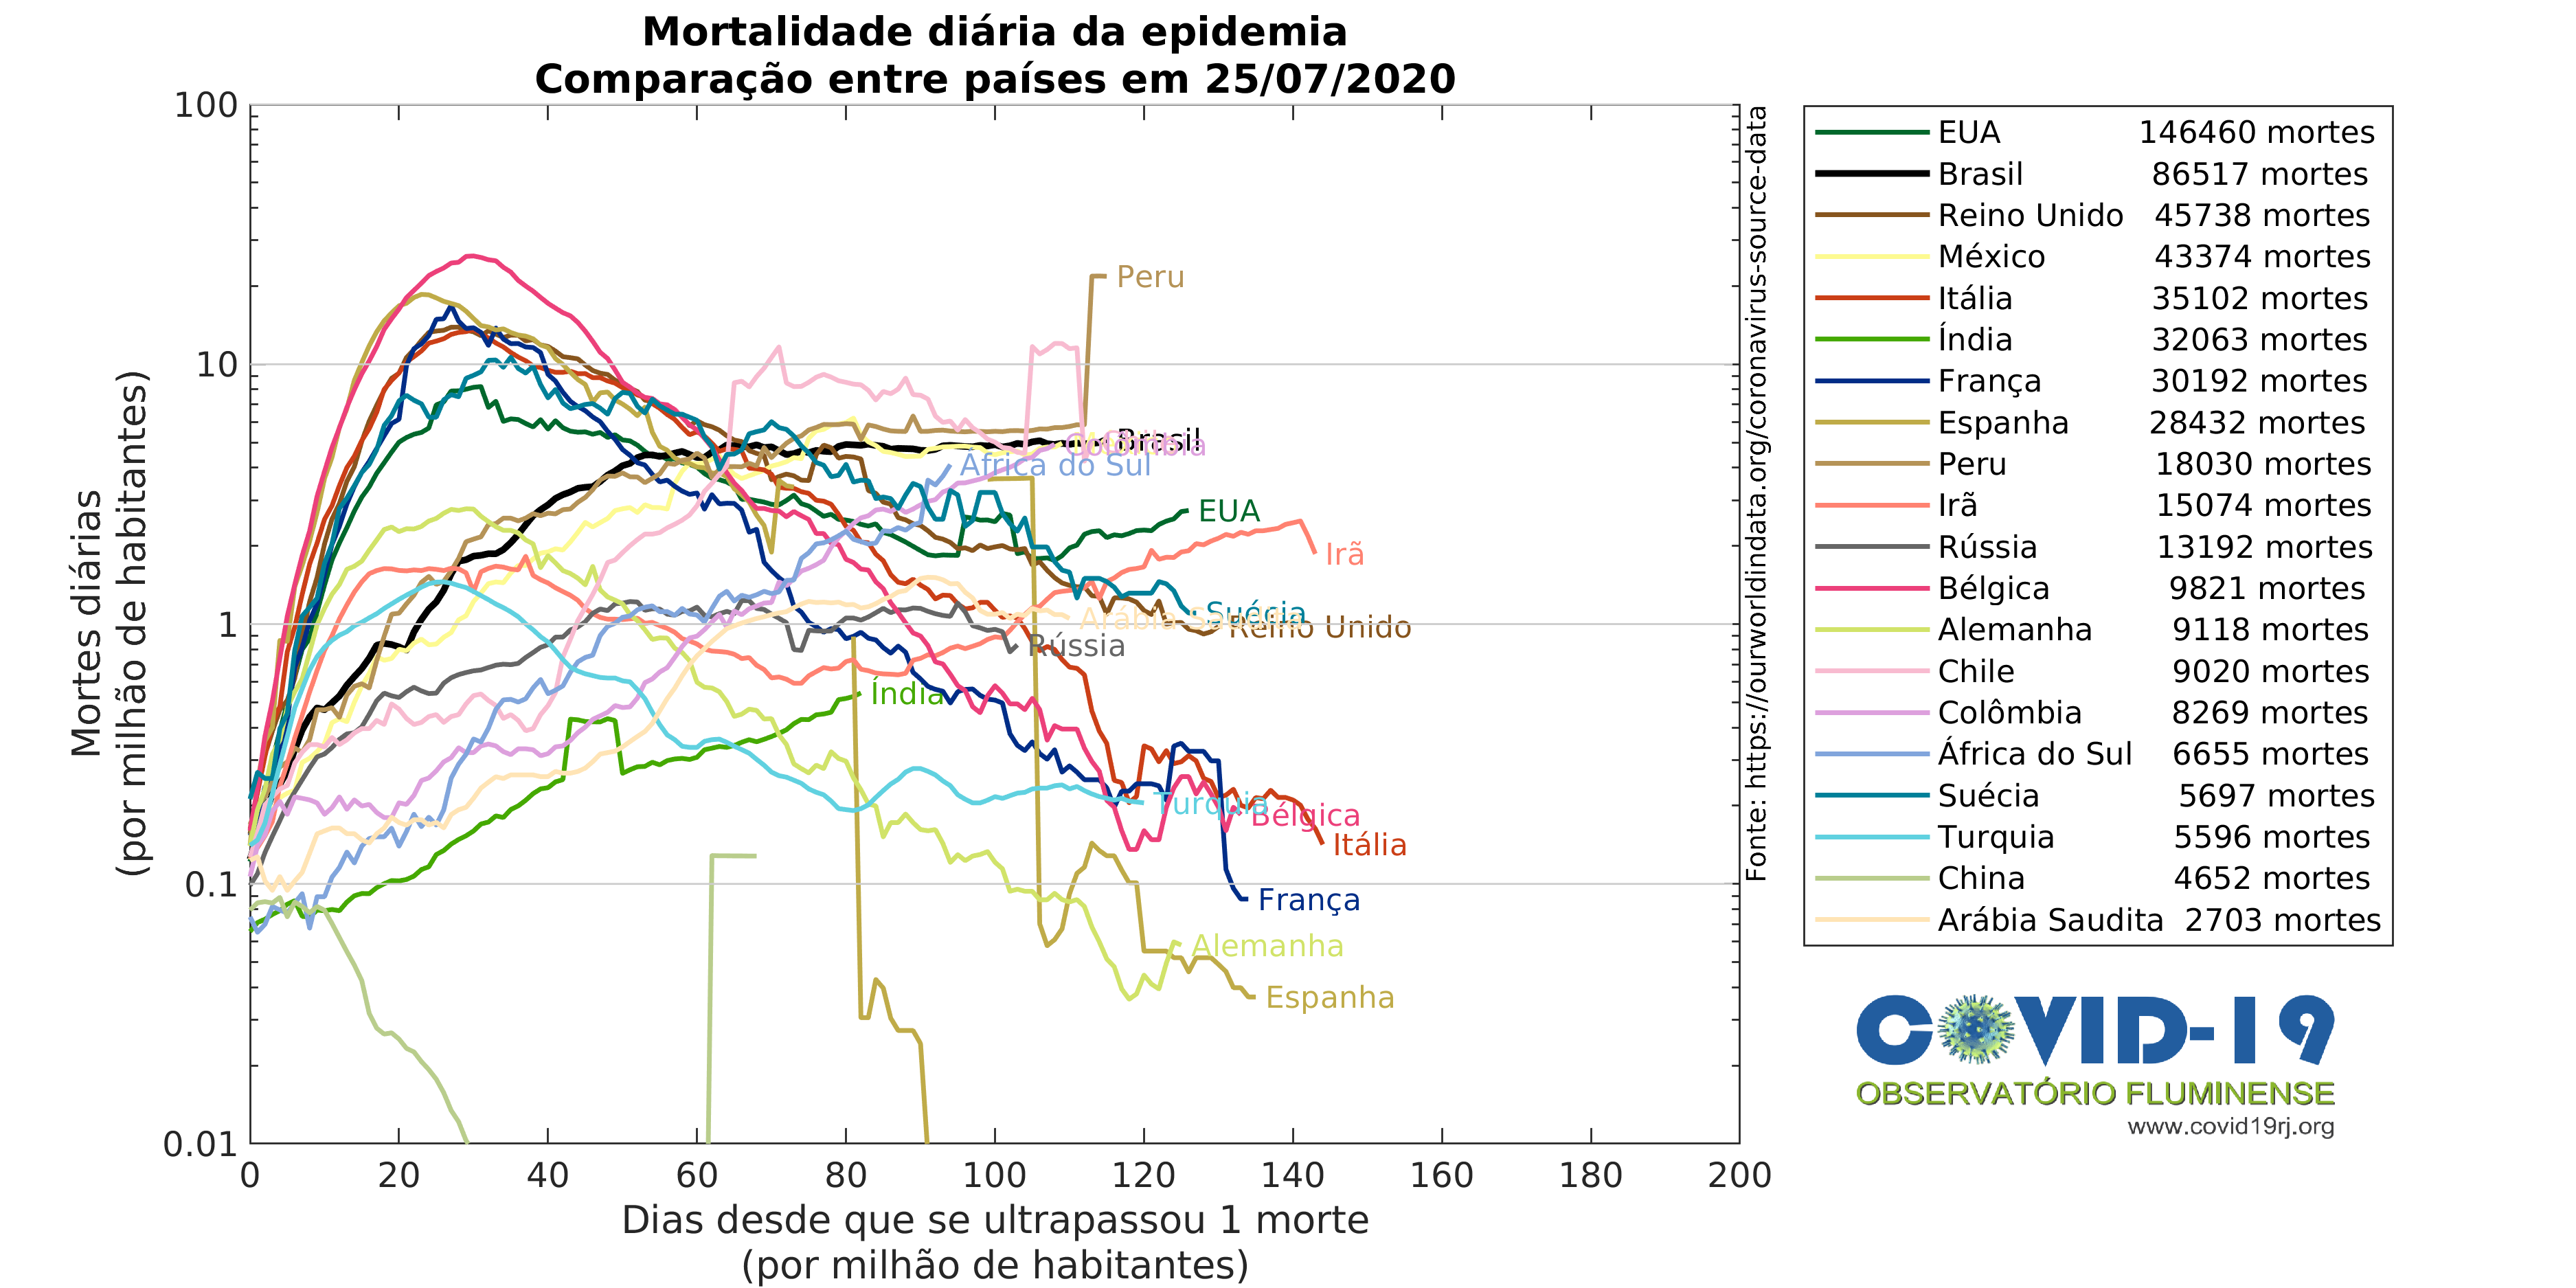 Mortalidade diária da epidemia
Comparação entre países em 25/07/2020
Mortes diárias
(por milhão de habitantes)
100
10
1
0.1
0.01
0 20 40 60 80 100 120 140 160 180 200
Dias desde que se ultrapassou 1 morte
(por milhão de habitantes)
Peru
Brasil
Colômbia
África do Sul
EUA
Irã
Suécia
Arábia Saudita
Reino Unido
Rússia
Índia
Turquia
Bélgica
Itália
França
Alemanha
Espanha
Fonte: https://ourworldindata.org/coronavirus-source-data
EUA 146460 mortes
Brasil 86517 mortes
Reino Unido 45738 mortes
México 43374 mortes
Itália 35102 mortes
Índia 32063 mortes
França 30192 mortes
Espanha 28432 mortes
Peru 18030 mortes
Irã 15074 mortes
Rússia 13192 mortes
Bélgica 9821 mortes
Alemanha 9118 mortes
Chile 9020 mortes
Colômbia 8269 mortes
África do Sul 6655 mortes
Suécia 5697 mortes
Turquia 5596 mortes
China 4652 mortes
Arábia Saudita 2703 mortes
COVID-19
OBSERVATÓRIO FLUMINENSE
www.covid19rj.org